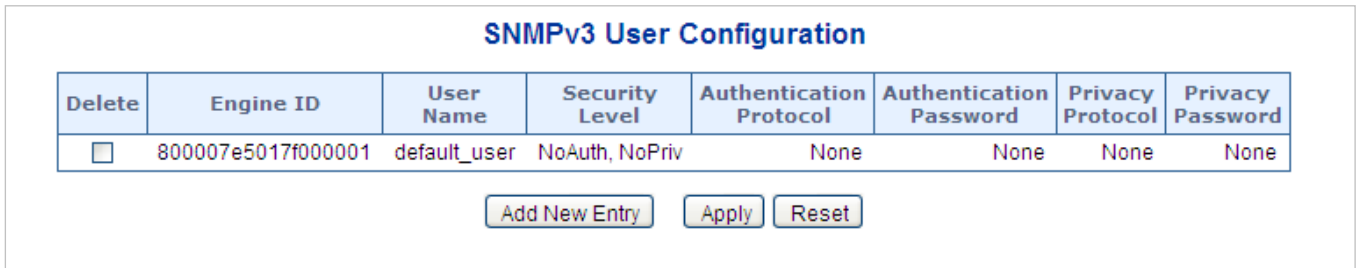 SNMPv3 User Configuration
Delete Engine ID User Name Security Level Authentication Protocol Authentication Password Privacy Protocol Privacy Password
800007e5017f000001 default_user NoAuth, NoPriv None None None None
Add New Entry Apply Reset